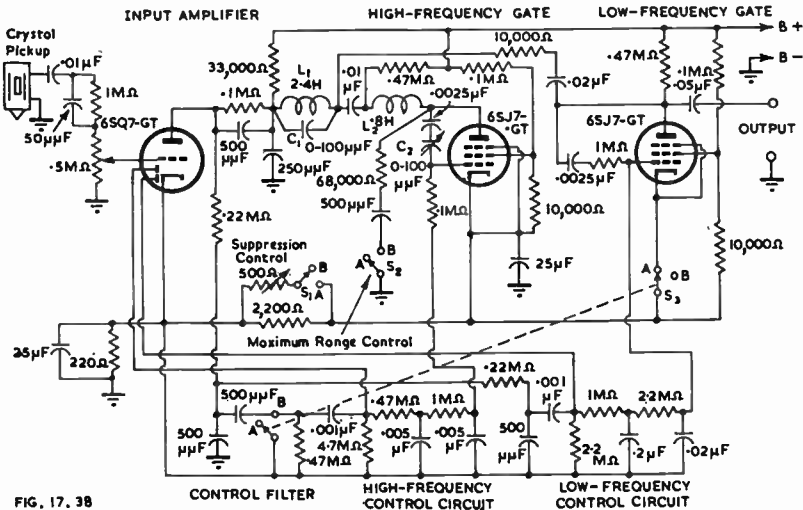 INPUT AMPLIFIER
HIGH-FREQUENCY GATE
LOW-FREQUENCY GATE
Crystal
Pickup
B+
B-
.01µF
33,000Ω
L₁
2·4H
.01
µF
10,000Ω
.47MΩ
.1MΩ
.02µF
.47MΩ
.1MΩ
.05µF
1MΩ
6SQ7-GT
.1MΩ
L₂ .8H
.0025µF
6SJ7-
GT
6SJ7-GT
50µµF
.5MΩ
500
µµF
C₁
0-100µµF
250µµF
C₂
0-100
µµF
68,000Ω
500µµF
.1MΩ
10,000Ω
.0025µF
1MΩ
OUTPUT
10,000Ω
.22MΩ
Suppression
Control
500Ω
B
S₁ A
2,200Ω
A
B
S₂
Maximum Range Control
25µF
A
B
S₃
25µF
220Ω
500µµF
B
A
.001µF
4.7MΩ
.47MΩ
500
µµF
.47MΩ
1MΩ
.005
µF
.005
µF
.22MΩ
.001
µF
500
µµF
1MΩ
2.2MΩ
2.2
MΩ
.2µF
.02µF
CONTROL FILTER
HIGH-FREQUENCY
CONTROL CIRCUIT
LOW-FREQUENCY
CONTROL CIRCUIT
FIG. 17.38